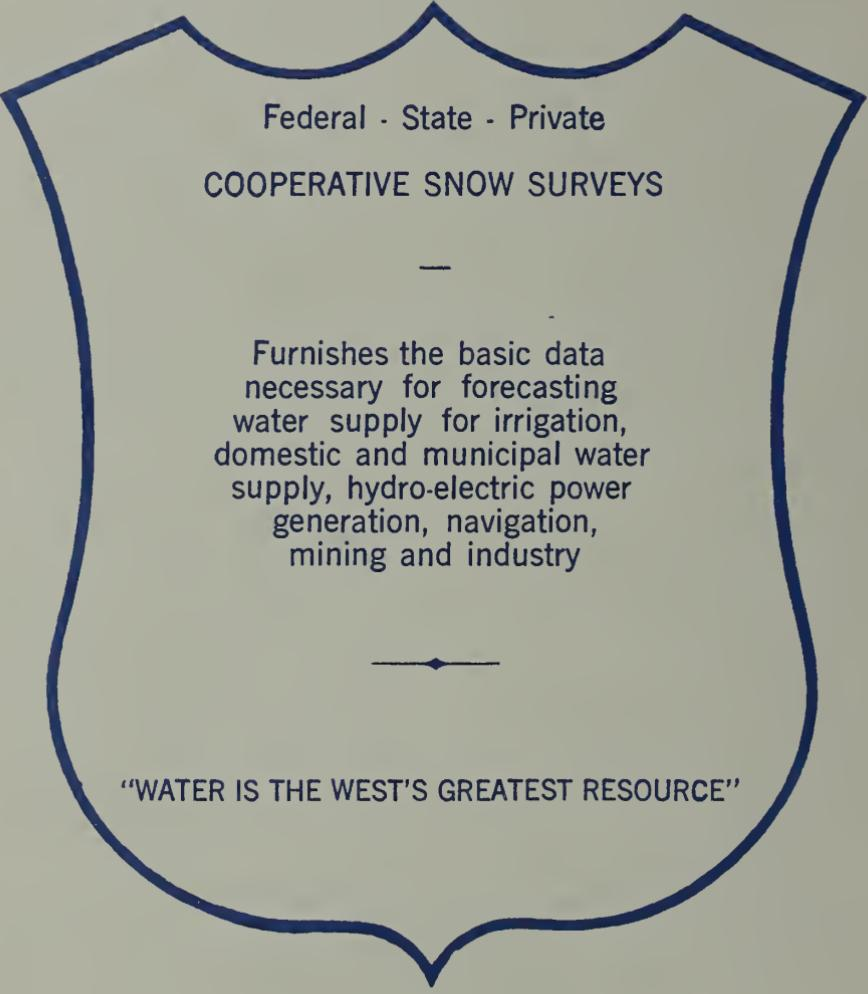 Federal - State - Private
COOPERATIVE SNOW SURVEYS
Furnishes the basic data
necessary for forecasting
water supply for irrigation,
domestic and municipal water
supply, hydro-electric power
generation, navigation,
mining and industry
“WATER IS THE WEST'S GREATEST RESOURCE”